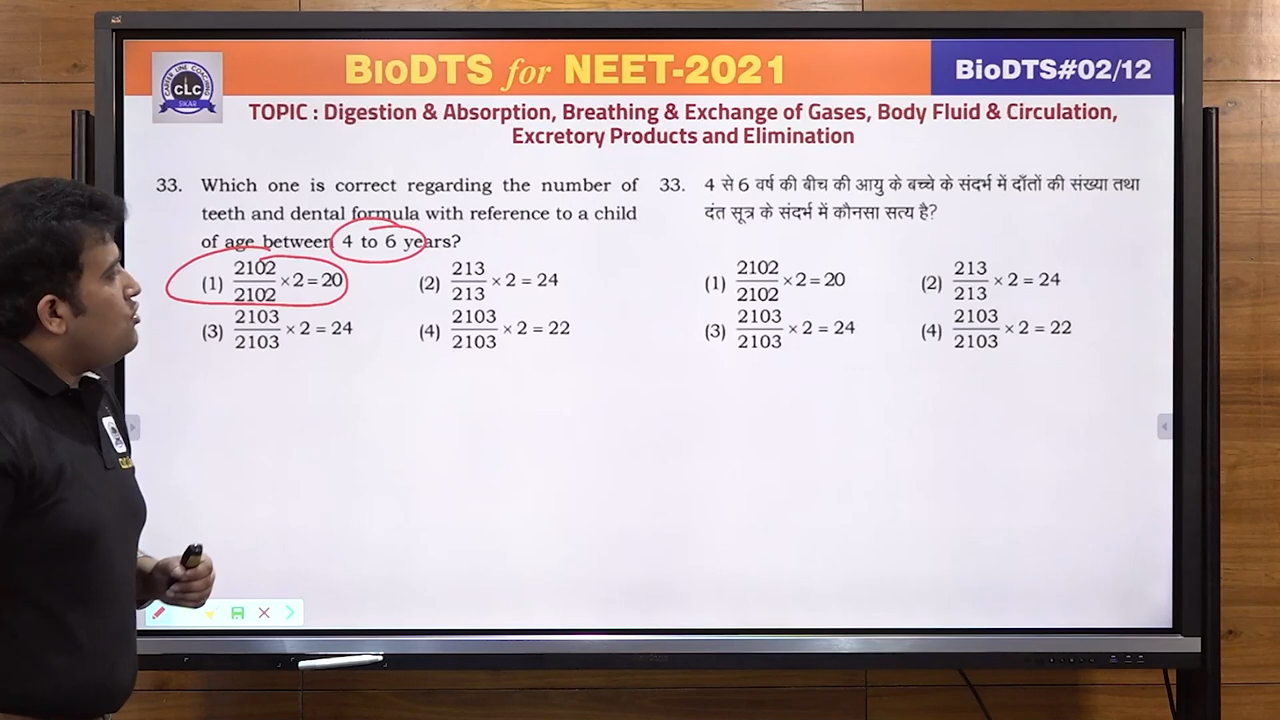 BIODTS for NEET-2021
BIODTS#02/12
CAREER LINE COACHING
CLC
SIKAR
TOPIC : Digestion & Absorption, Breathing & Exchange of Gases, Body Fluid & Circulation,
Excretory Products and Elimination
33. Which one is correct regarding the number of
teeth and dental formula with reference to a child
of age between 4 to 6 years?
(1) 2102/2102 ×2=20
(2) 213/213 × 2 = 24
(3) 2103/2103 × 2 = 24
(4) 2103/2103 × 2 = 22
33. 4 से 6 वर्ष की बीच की आयु के बच्चे के संदर्भ में दाँतों की संख्या तथा
दंत सूत्र के संदर्भ में कौनसा सत्य है?
(1) 2102/2102 ×2=20
(2) 213/213 × 2 = 24
(3) 2103/2103 × 2 = 24
(4) 2103/2103 × 2 = 22